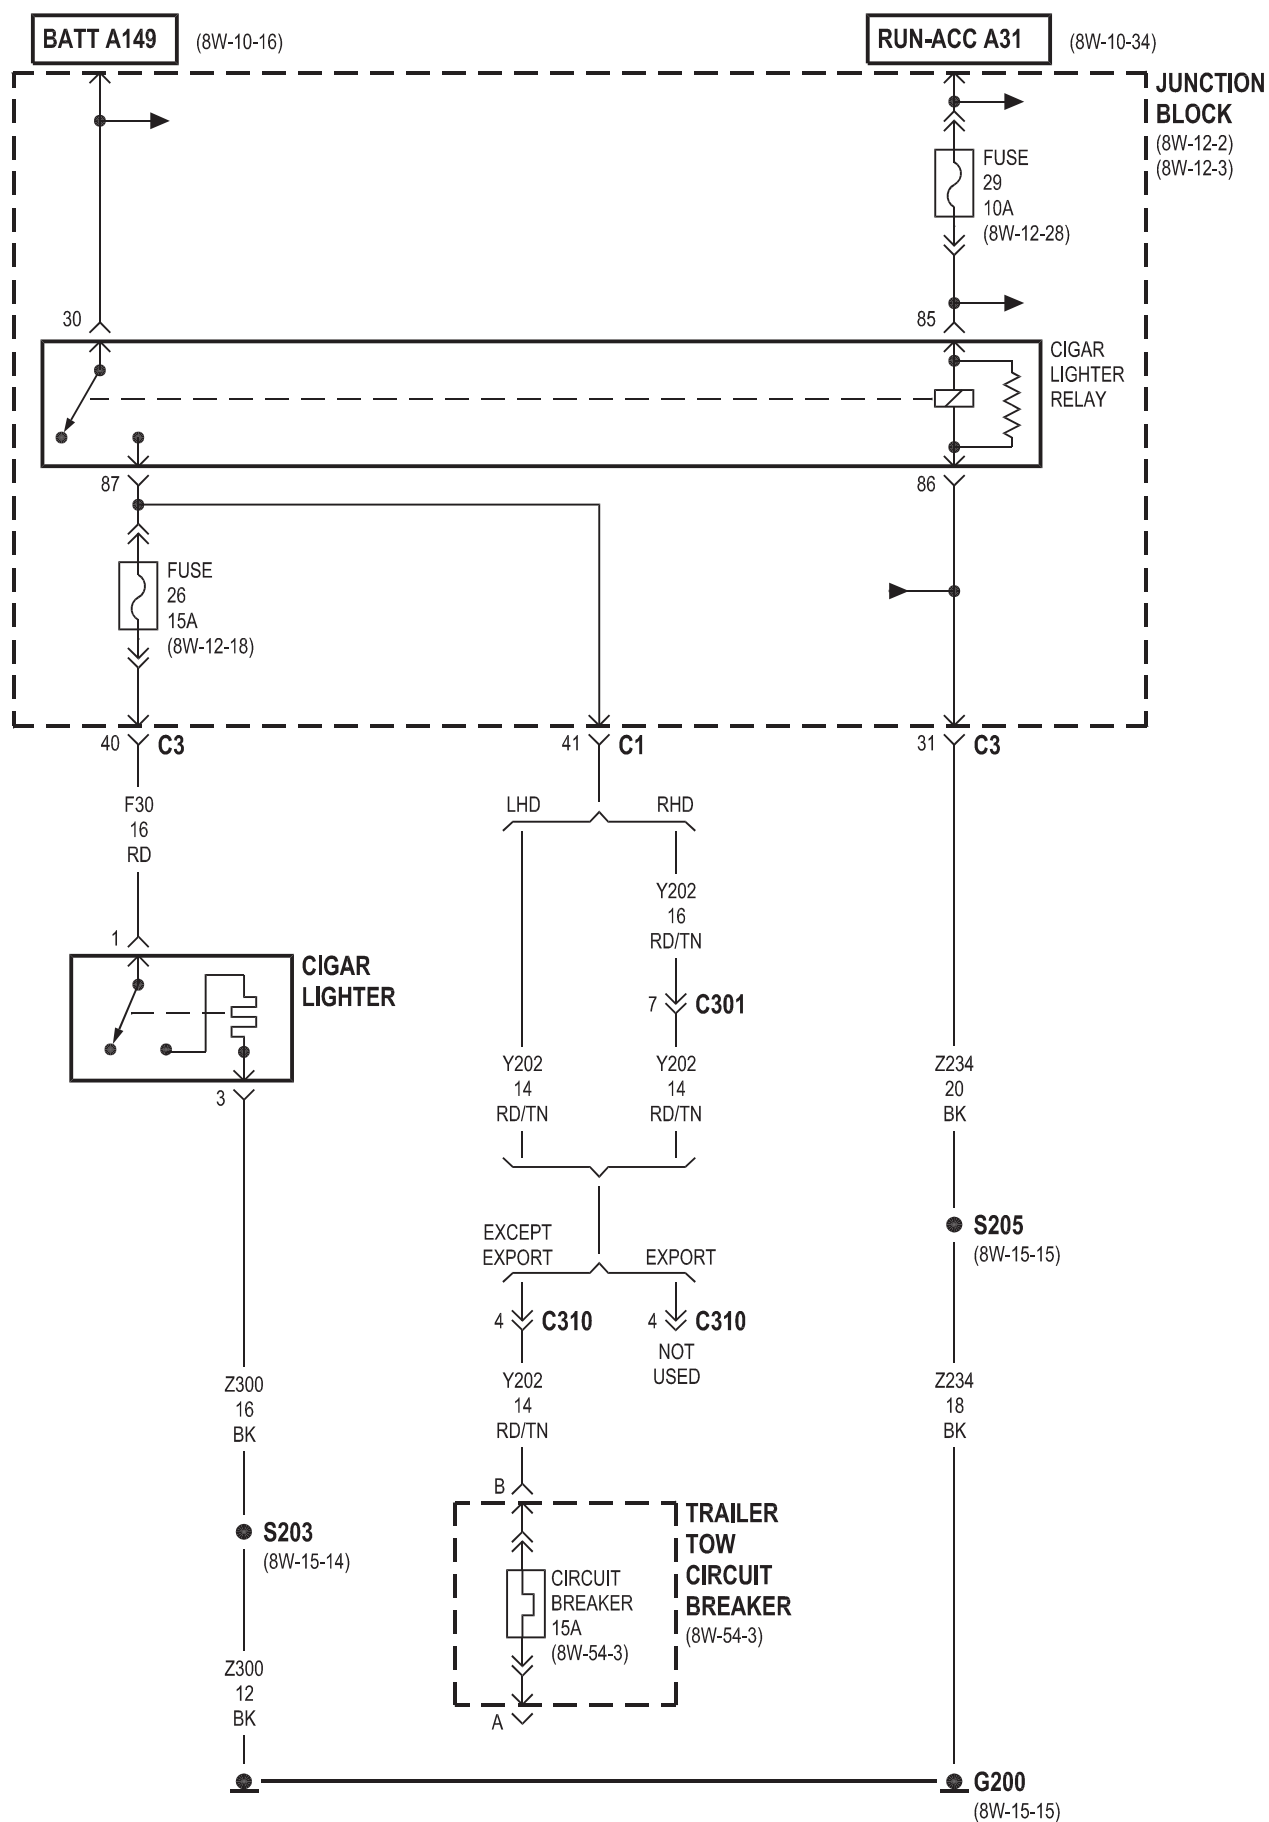 BATT A149
(8W-10-16)
RUN-ACC A31
(8W-10-34)
JUNCTION
BLOCK
(8W-12-2)
(8W-12-3)
FUSE
29
10A
(8W-12-28)
30
85
CIGAR
LIGHTER
RELAY
87
86
FUSE
26
15A
(8W-12-18)
40
C3
41
C1
31
C3
F30
16
RD
LHD
RHD
Y202
16
RD/TN
1
CIGAR
LIGHTER
7
C301
3
Y202
14
RD/TN
Y202
14
RD/TN
Z234
20
BK
EXCEPT
EXPORT
EXPORT
S205
(8W-15-15)
4
C310
4
C310
NOT
USED
Z300
16
BK
Y202
14
RD/TN
Z234
18
BK
B
S203
(8W-15-14)
TRAILER
TOW
CIRCUIT
BREAKER
(8W-54-3)
CIRCUIT
BREAKER
15A
(8W-54-3)
Z300
12
BK
A
G200
(8W-15-15)